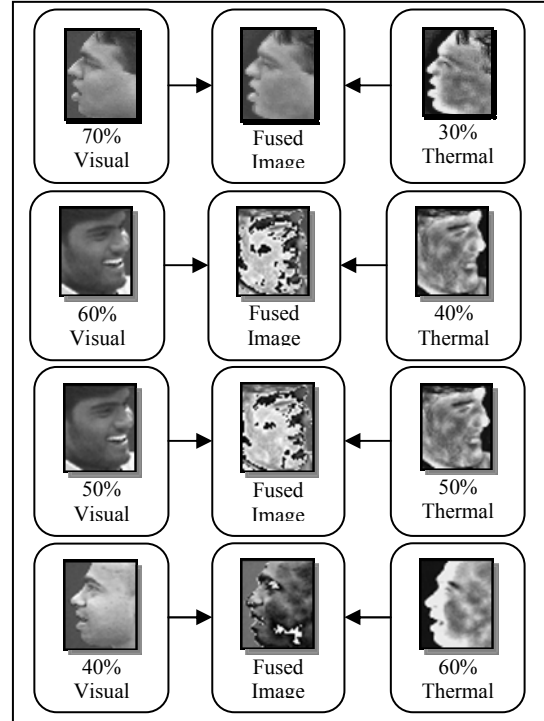 70%
Visual
Fused
Image
30%
Thermal
60%
Visual
Fused
Image
40%
Thermal
50%
Visual
Fused
Image
50%
Thermal
40%
Visual
Fused
Image
60%
Thermal